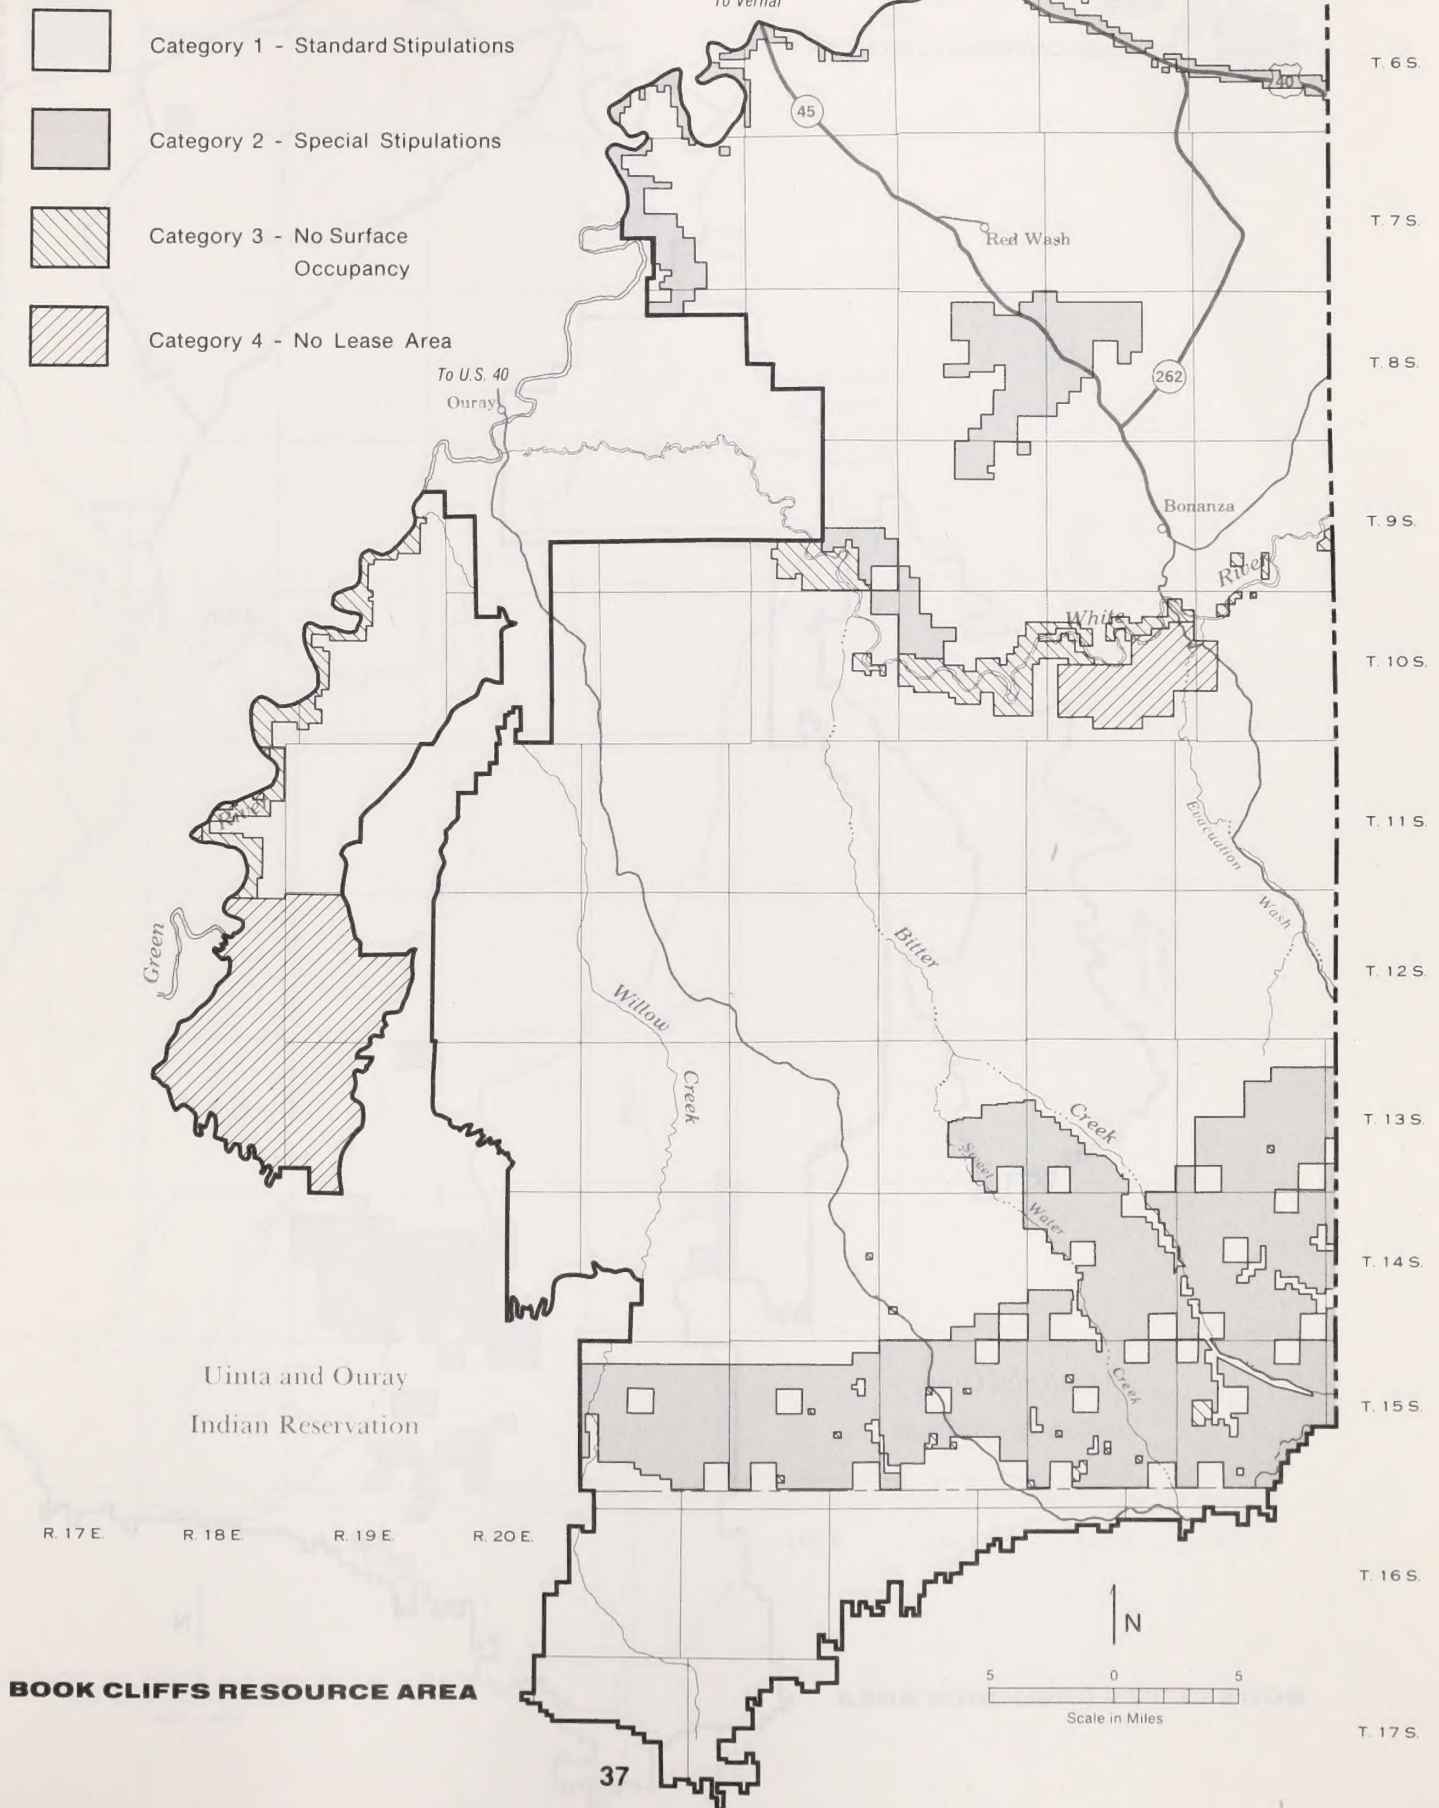 To Vernal
Category 1 - Standard Stipulations
Category 2 - Special Stipulations
Category 3 - No Surface
Occupancy
Category 4 - No Lease Area
T. 6 S.
40
45
T. 7 S.
Red Wash
T. 8 S.
262
To U.S. 40
Ouray
Bonanza
T. 9 S.
River
White
T. 10 S.
River
Evacuation
Wash
T. 11 S.
Green
Bitter
T. 12 S.
Willow
Creek
Creek
T. 13 S.
Sweet
Water
T. 14 S.
Creek
Uinta and Ouray
Indian Reservation
T. 15 S.
R. 17 E.
R. 18 E.
R. 19 E.
R. 20 E.
T. 16 S.
N
5 0 5
Scale in Miles
BOOK CLIFFS RESOURCE AREA
T. 17 S.
37